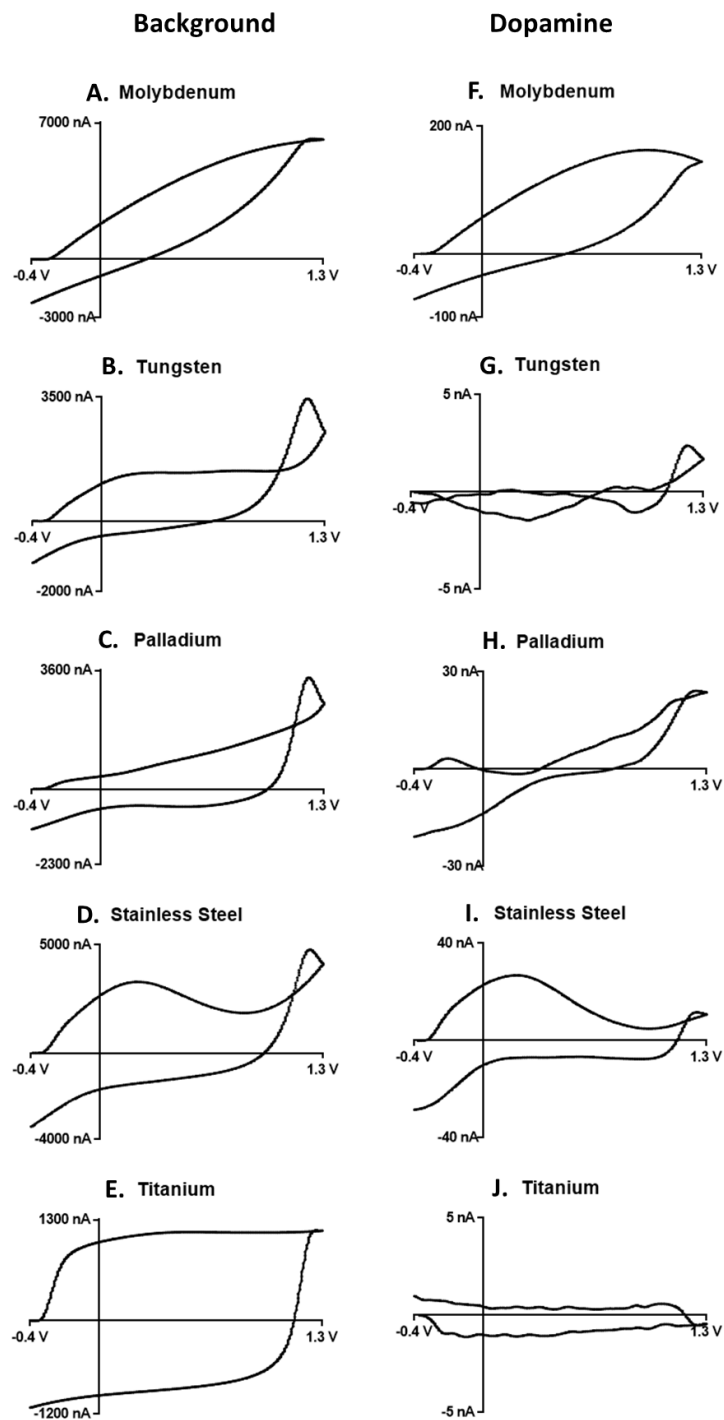 Background
Dopamine
A. Molybdenum
7000 nA
-0.4 V
1.3 V
-3000 nA
F. Molybdenum
200 nA
-0.4 V
1.3 V
-100 nA
B. Tungsten
3500 nA
-0.4 V
1.3 V
-2000 nA
G. Tungsten
5 nA
-0.4 V
1.3 V
-5 nA
C. Palladium
3600 nA
-0.4 V
1.3 V
-2300 nA
H. Palladium
30 nA
-0.4 V
1.3 V
-30 nA
D. Stainless Steel
5000 nA
-0.4 V
1.3 V
-4000 nA
I. Stainless Steel
40 nA
-0.4 V
1.3 V
-40 nA
E. Titanium
1300 nA
-0.4 V
1.3 V
-1200 nA
J. Titanium
5 nA
-0.4 V
1.3 V
-5 nA